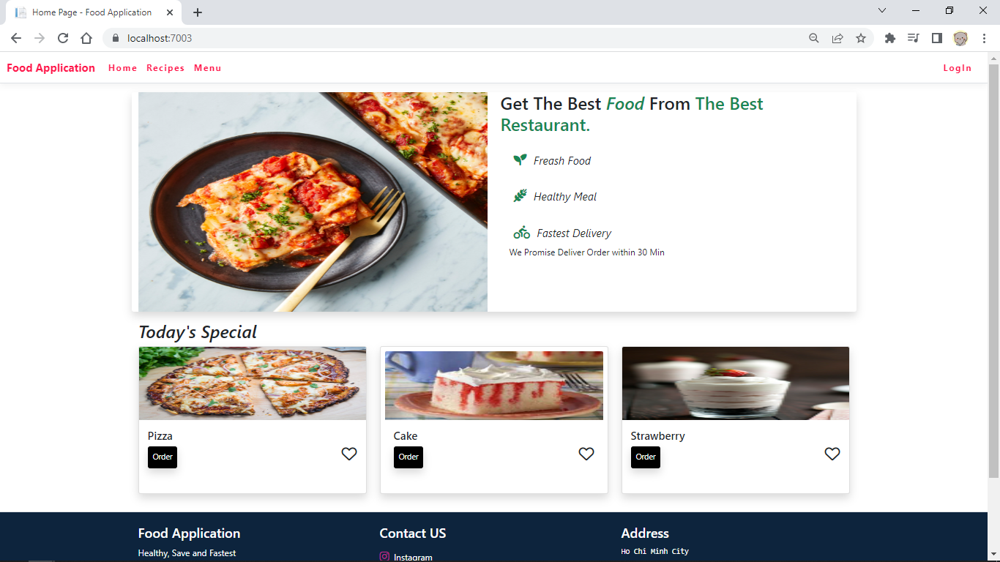 Home Page - Food Application
localhost:7003
Food Application Home Recipes Menu LogIn
Get The Best Food From The Best
Restaurant.
Freash Food
Healthy Meal
Fastest Delivery
We Promise Deliver Order within 30 Min
Today's Special
Pizza
Order
Cake
Order
Strawberry
Order
Food Application
Healthy, Save and Fastest
Contact US
Instagram
Address
Ho Chi Minh City